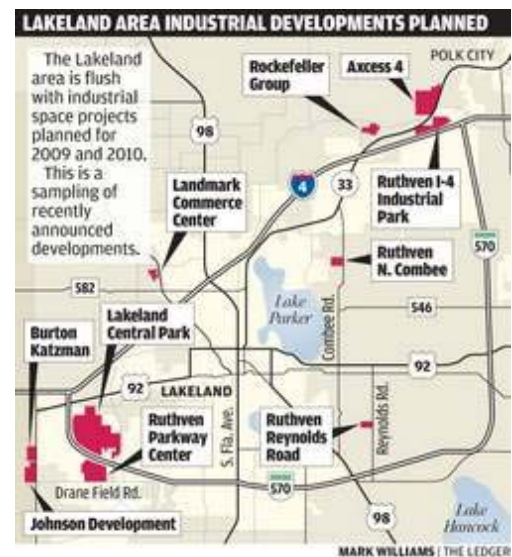 LAKELAND AREA INDUSTRIAL DEVELOPMENTS PLANNED
The Lakeland
area is flush
with industrial
space projects
planned for
2009 and 2010.
This is a
sampling of
recently
announced
developments.
POLK CITY
Rockefeller
Group
Axcess 4
98
4
33
Landmark
Commerce
Center
Ruthven I-4
Industrial
Park
570
Ruthven
N. Combee
582
Lake
Parker
Combee Rd.
546
Burton
Katzman
Lakeland
Central Park
92
92
LAKELAND
S. Fla. Ave.
Ruthven
Parkway
Center
Ruthven
Reynolds
Road
Reynolds Rd.
Drane Field Rd.
570
98
Johnson Development
Lake
Hancock
MARK WILLIAMS | THE LEDGER